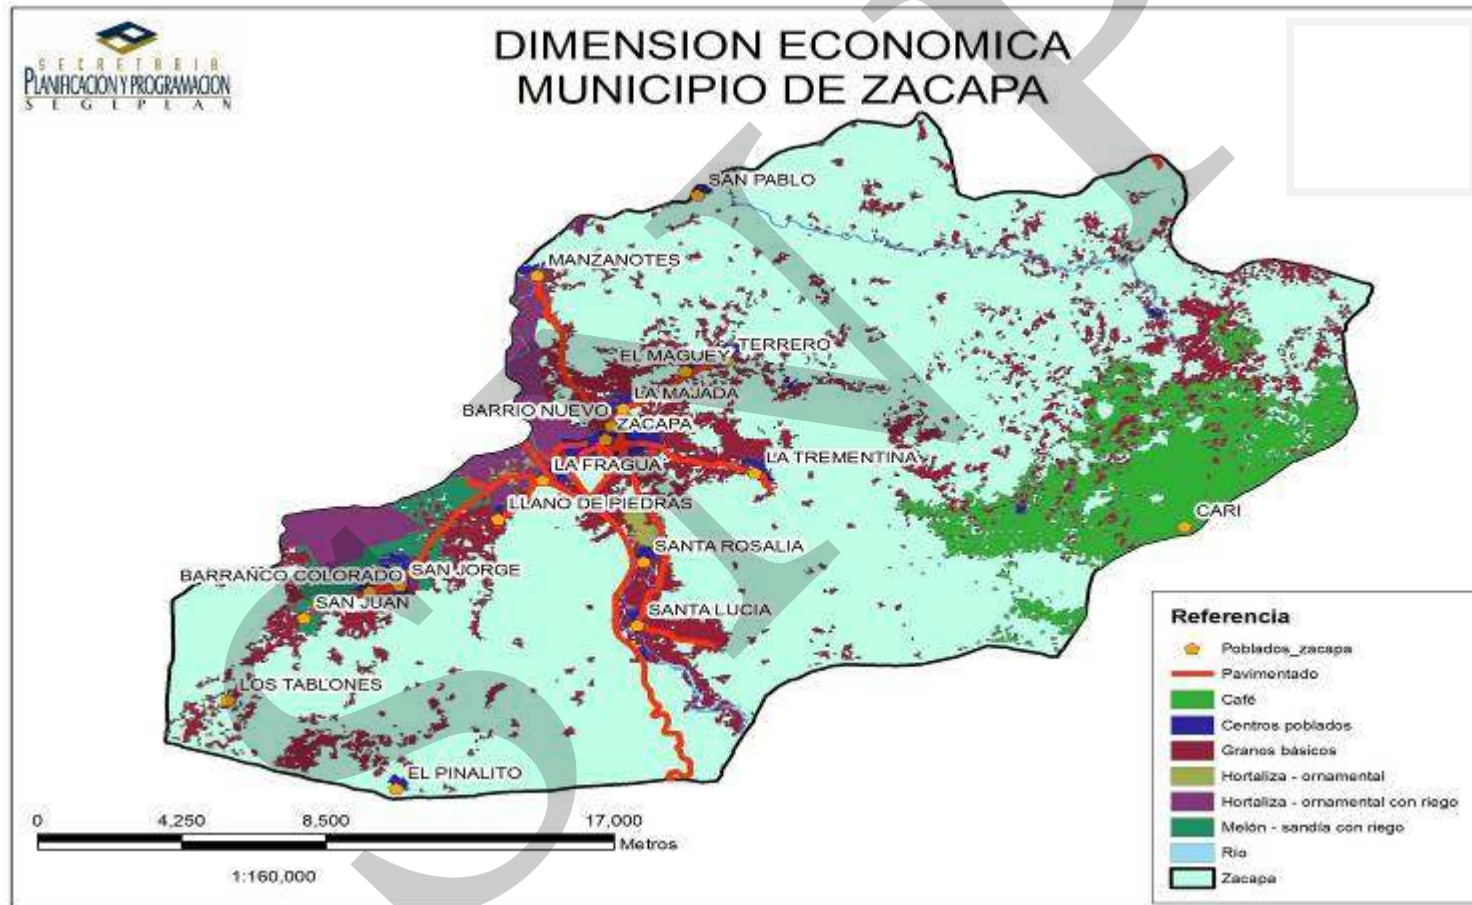 SECRETARIA
PLANIFICACION Y PROGRAMACION
SEGEPLAN
DIMENSION ECONOMICA
MUNICIPIO DE ZACAPA
SAN PABLO
MANZANOTES
TERRERO
EL MAGUEY
LA MAJADA
BARRIO NUEVO
ZACAPA
LA TREMENTINA
LA FRAGUA
LLANO DE PIEDRAS
CARI
SANTA ROSALIA
SAN JORGE
BARRANCO COLORADO
SAN JUAN
SANTA LUCIA
LOS TABLONES
EL PINALITO
0 4,250 8,500 17,000
Metros
1:160,000
Referencia
Poblados_zacapa
Pavimentado
Café
Centros poblados
Granos básicos
Hortaliza - ornamental
Hortaliza - ornamental con riego
Melón - sandía con riego
Rio
Zacapa